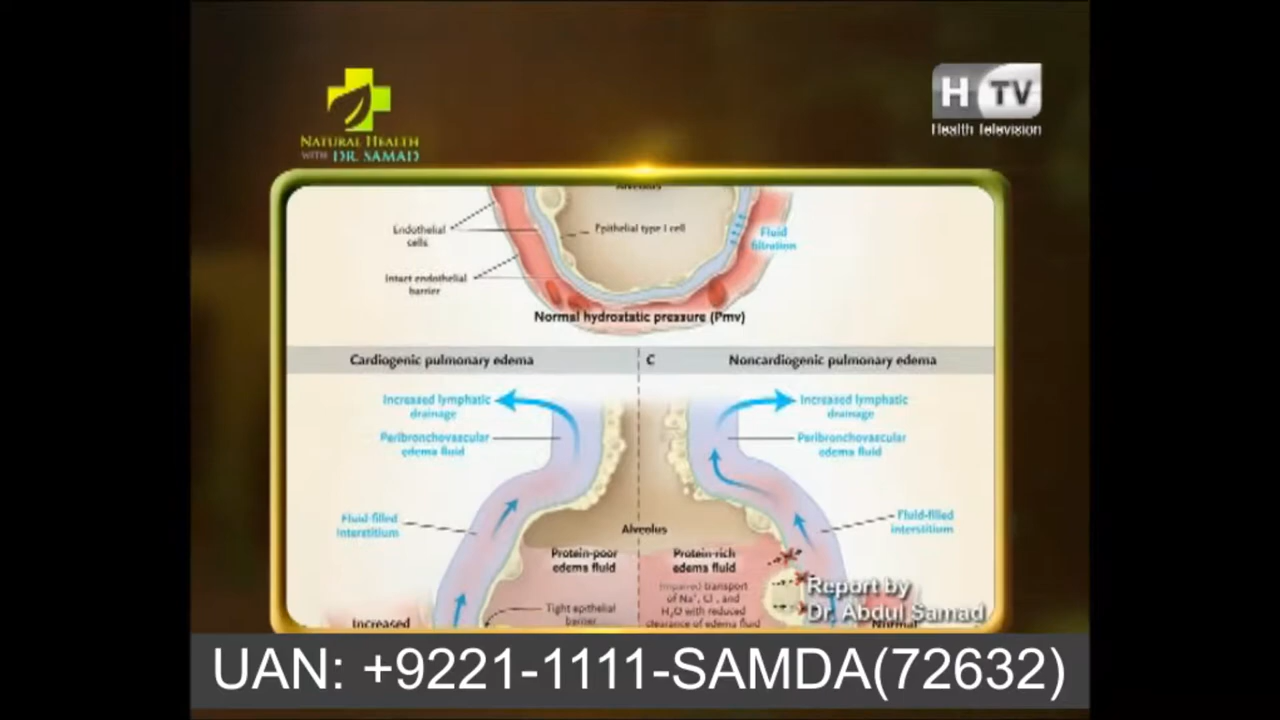 NATURAL HEALTH
WITH DR. SAMAD
H TV
Health Television
Alveolus
Endothelial
cells
Epithelial type I cell
Fluid
filtration
Intact endothelial
barrier
Normal hydrostatic pressure (Pmv)
Cardiogenic pulmonary edema
C
Noncardiogenic pulmonary edema
Increased lymphatic
drainage
Increased lymphatic
drainage
Peribronchovascular
edema fluid
Peribronchovascular
edema fluid
Fluid-filled
interstitium
Fluid-filled
interstitium
Alveolus
Protein-poor
edema fluid
Protein-rich
edema fluid
Impaired transport
of Na⁺, Cl⁻, and
H₂O with reduced
clearance of edema fluid
Tight epithelial
barrier
Increased
Normal
Report by
Dr. Abdul Samad
UAN: +9221-1111-SAMDA(72632)